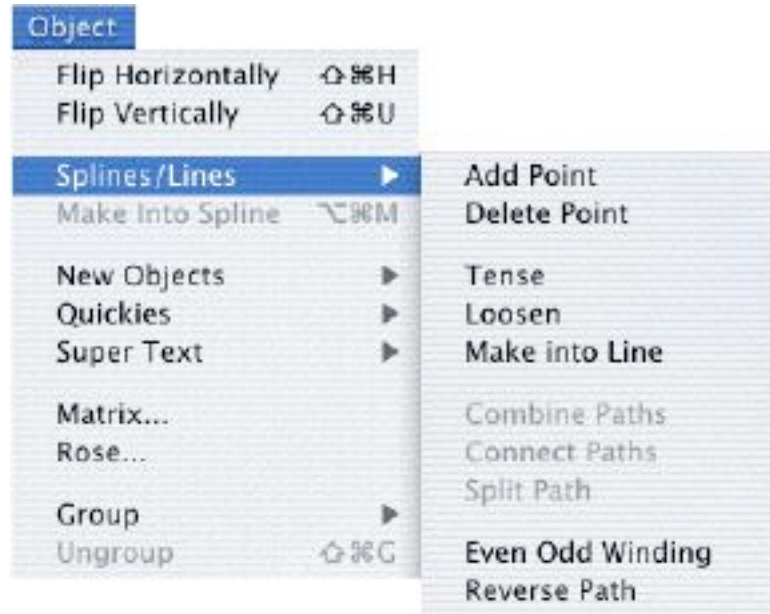 Object
Flip Horizontally ⇧⌘H
Flip Vertically ⇧⌘U
Splines/Lines ▶
Make Into Spline ⌥⌘M
New Objects ▶
Quickies ▶
Super Text ▶
Matrix...
Rose...
Group ▶
Ungroup ⇧⌘G
Add Point
Delete Point
Tense
Loosen
Make into Line
Combine Paths
Connect Paths
Split Path
Even Odd Winding
Reverse Path